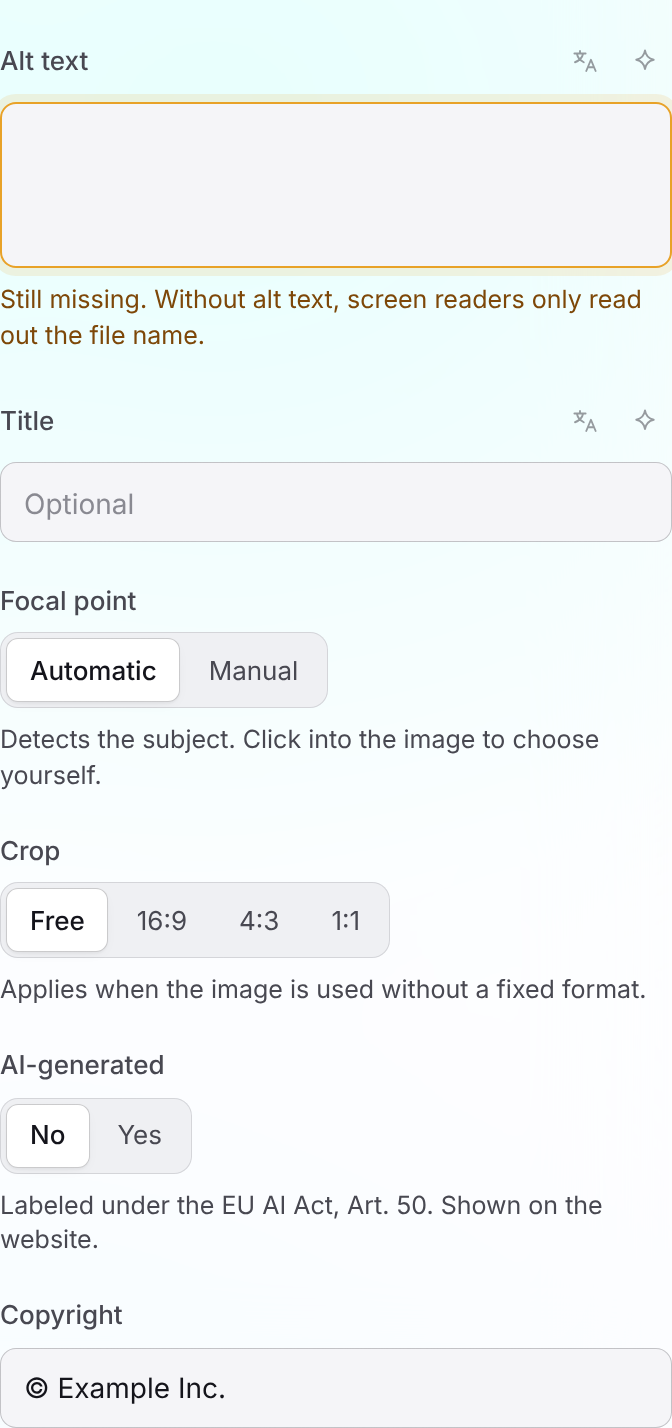 Alt text
Still missing. Without alt text, screen readers only read
out the file name.
Title
Optional
Focal point
Automatic Manual
Detects the subject. Click into the image to choose
yourself.
Crop
Free 16:9 4:3 1:1
Applies when the image is used without a fixed format.
AI-generated
No Yes
Labeled under the EU AI Act, Art. 50. Shown on the
website.
Copyright
© Example Inc.